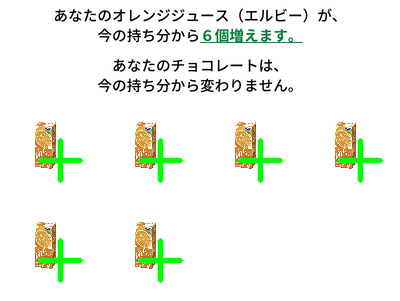 あなたのオレンジジュース（エルビー）が、
今の持ち分から６個増えます。
あなたのチョコレートは、
今の持ち分から変わりません。